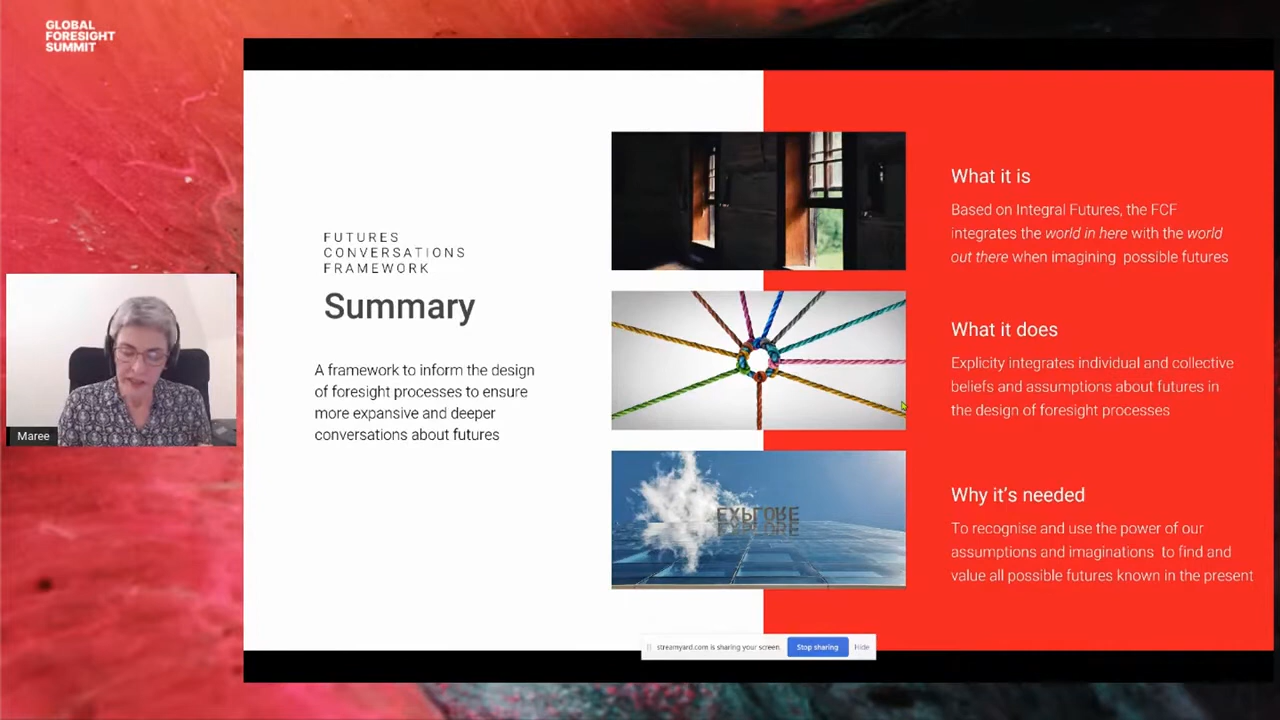 GLOBAL
FORESIGHT
SUMMIT
FUTURES
CONVERSATIONS
FRAMEWORK
Summary
A framework to inform the design
of foresight processes to ensure
more expansive and deeper
conversations about futures
EXPLORE
What it is
Based on Integral Futures, the FCF
integrates the world in here with the world
out there when imagining possible futures
What it does
Explicity integrates individual and collective
beliefs and assumptions about futures in
the design of foresight processes
Why it's needed
To recognise and use the power of our
assumptions and imaginations to find and
value all possible futures known in the present
Maree
streamyard.com is sharing your screen.
Stop sharing
Hide